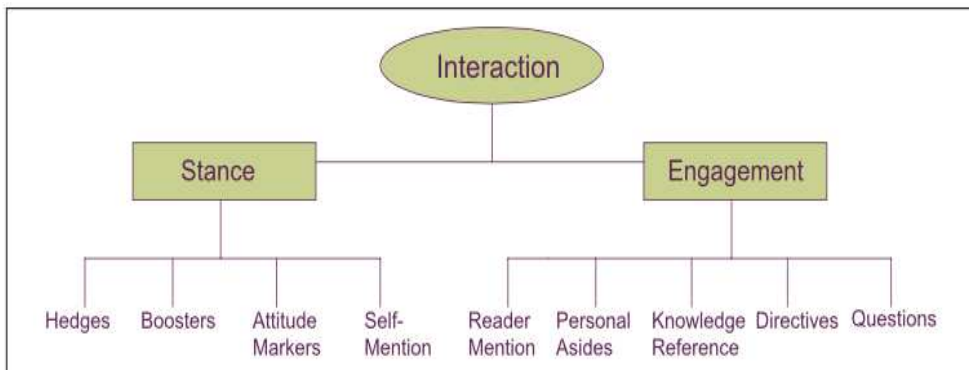 Interaction
Stance
Engagement
Hedges
Boosters
Attitude
Markers
Self-
Mention
Reader
Mention
Personal
Asides
Knowledge
Reference
Directives
Questions